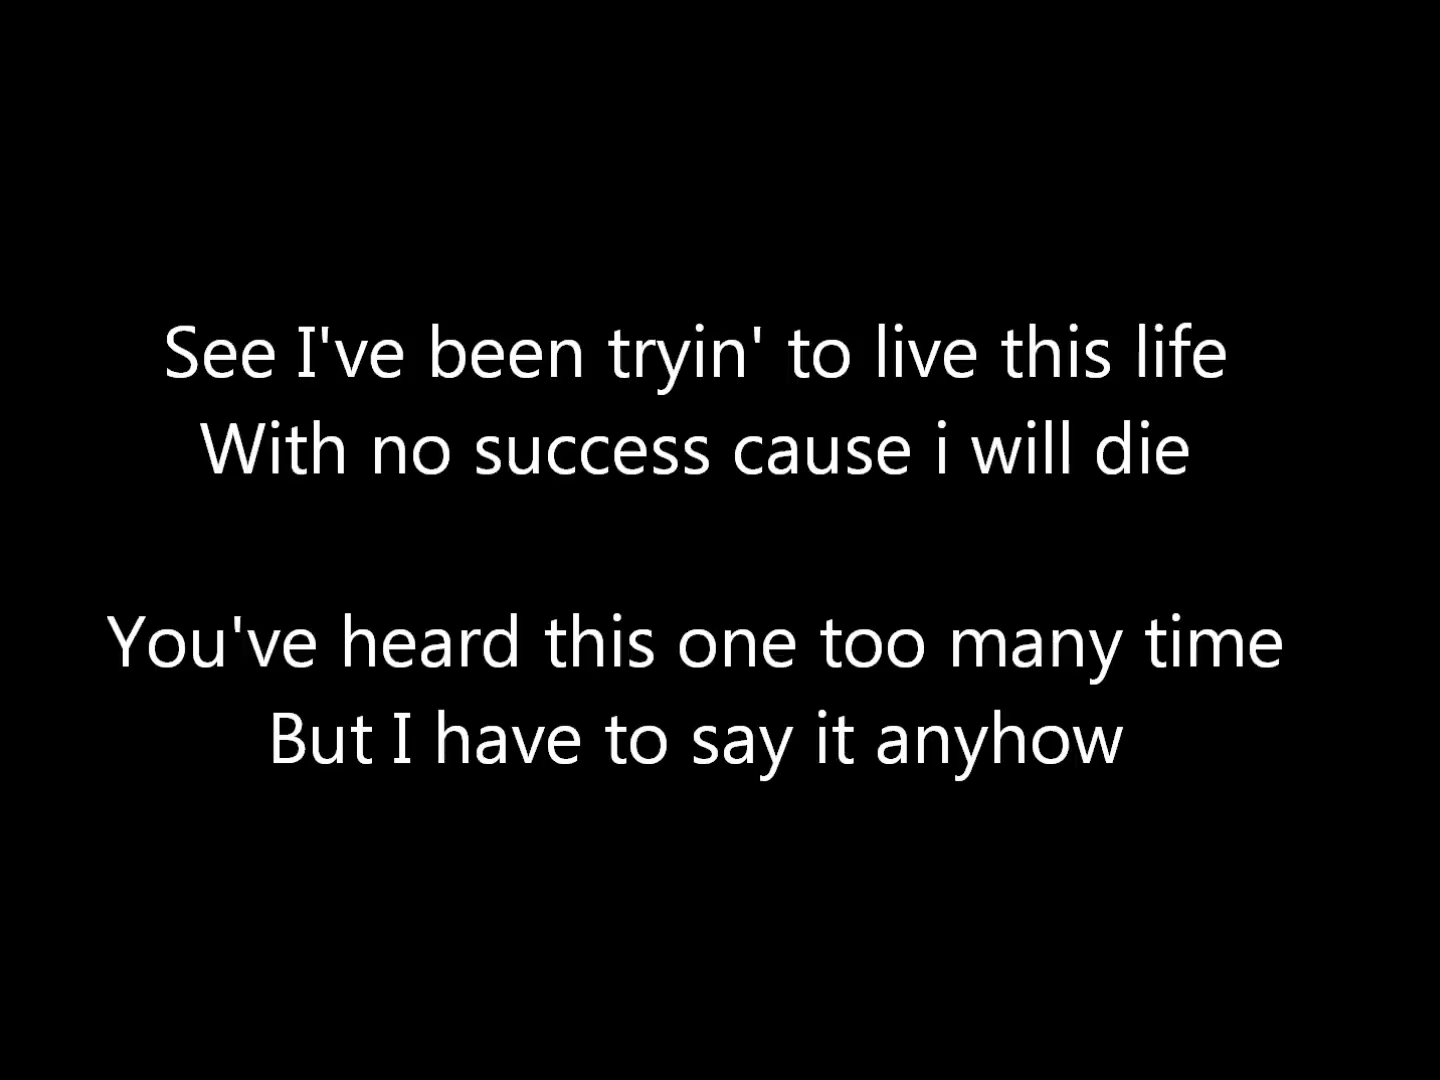 See I've been tryin' to live this life
With no success cause i will die
You've heard this one too many time
But I have to say it anyhow